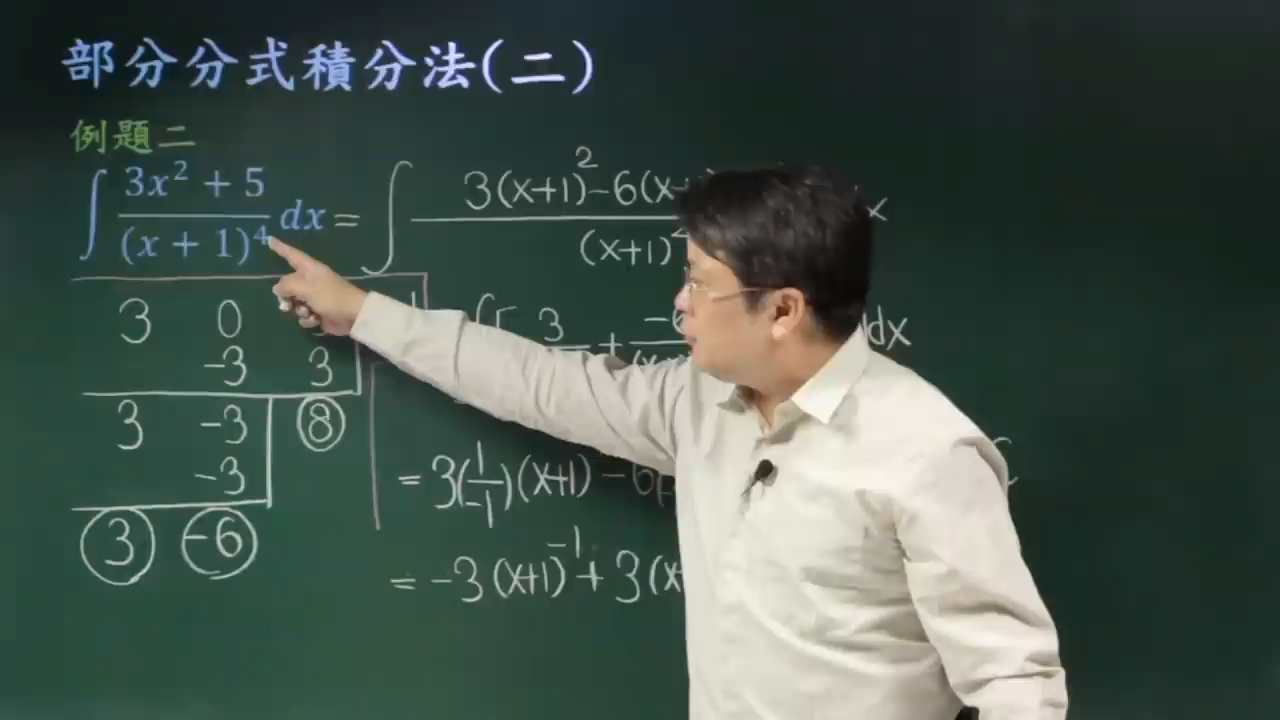 部分分式積分法(二)
例題二
∫ 3x² + 5 / (x + 1)⁴ dx = ∫ 3(x+1)² - 6(x+ / (x+1) x
3 0
-3 3
3 -3 8
-3
3 -6
∫[ 3 + -6 dx
= 3(1/-1)(x+1) - 6(
= -3(x+1)⁻¹ + 3(x